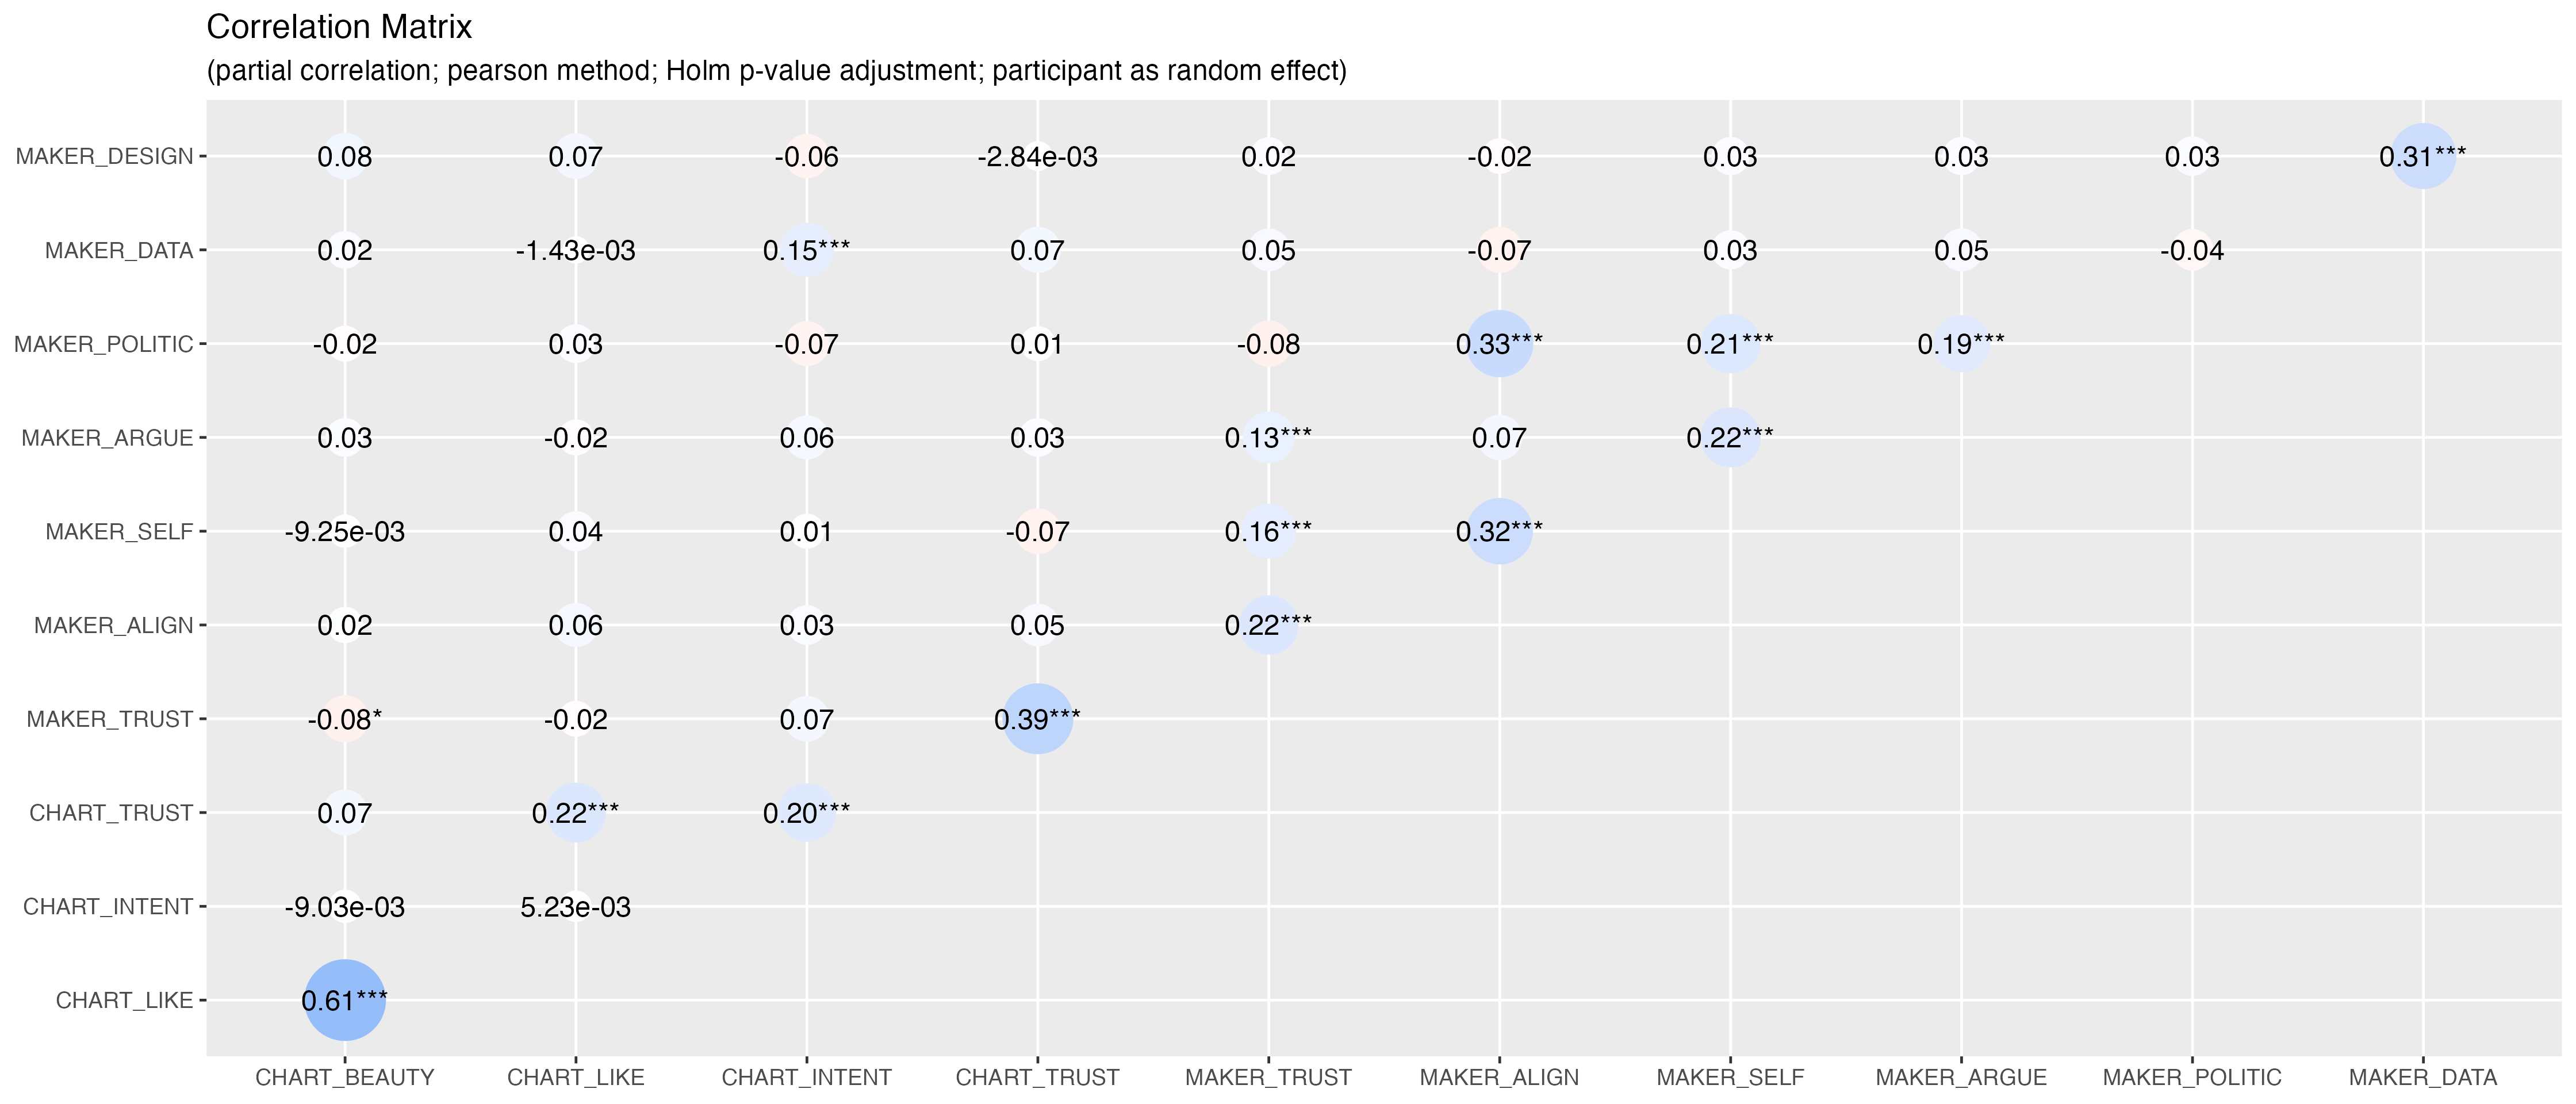 Correlation Matrix
(partial correlation; pearson method; Holm p-value adjustment; participant as random effect)
MAKER_DESIGN 0.08 0.07 -0.06 -2.84e-03 0.02 -0.02 0.03 0.03 0.03 0.31***
MAKER_DATA 0.02 -1.43e-03 0.15*** 0.07 0.05 -0.07 0.03 0.05 -0.04
MAKER_POLITIC -0.02 0.03 -0.07 0.01 -0.08 0.33*** 0.21*** 0.19***
MAKER_ARGUE 0.03 -0.02 0.06 0.03 0.13*** 0.07 0.22***
MAKER_SELF -9.25e-03 0.04 0.01 -0.07 0.16*** 0.32***
MAKER_ALIGN 0.02 0.06 0.03 0.05 0.22***
MAKER_TRUST -0.08* -0.02 0.07 0.39***
CHART_TRUST 0.07 0.22*** 0.20***
CHART_INTENT -9.03e-03 5.23e-03
CHART_LIKE 0.61***
CHART_BEAUTY CHART_LIKE CHART_INTENT CHART_TRUST MAKER_TRUST MAKER_ALIGN MAKER_SELF MAKER_ARGUE MAKER_POLITIC MAKER_DATA